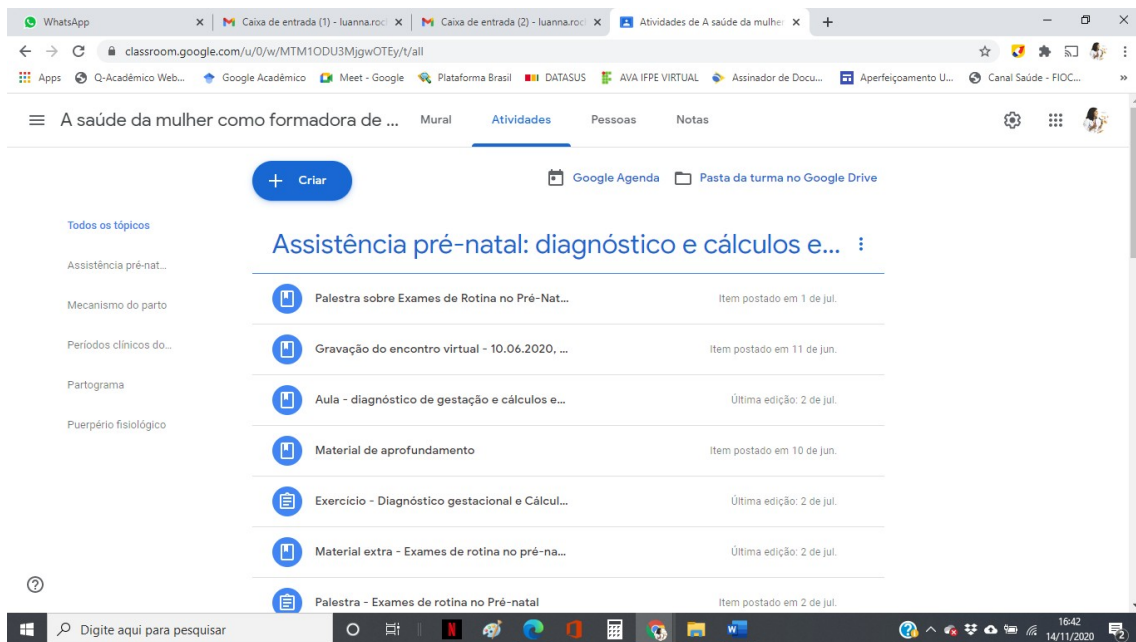 WhatsApp
Caixa de entrada (1) - luanna.roc
Caixa de entrada (2) - luanna.roc
Atividades de A saúde da mulher
classroom.google.com/u/0/w/MTM1ODU3MjgwOTEy/t/all
Apps Q-Acadêmico Web... Google Acadêmico Meet - Google Plataforma Brasil DATASUS AVA IFPE VIRTUAL Assinador de Docu... Aperfeiçoamento U... Canal Saúde - FIOC... »
A saúde da mulher como formadora de ... Mural Atividades Pessoas Notas
+ Criar Google Agenda Pasta da turma no Google Drive
Todos os tópicos
Assistência pré-nat...
Mecanismo do parto
Períodos clínicos do...
Partograma
Puerpério fisiológico
Assistência pré-natal: diagnóstico e cálculos e...
Palestra sobre Exames de Rotina no Pré-Nat... Item postado em 1 de jul.
Gravação do encontro virtual - 10.06.2020, ... Item postado em 11 de jun.
Aula - diagnóstico de gestação e cálculos e... Última edição: 2 de jul.
Material de aprofundamento Item postado em 10 de jun.
Exercício - Diagnóstico gestacional e Cálcul... Última edição: 2 de jul.
Material extra - Exames de rotina no pré-na... Última edição: 2 de jul.
Palestra - Exames de rotina no Pré-natal Item postado em 2 de jul.
Digite aqui para pesquisar
16:42
14/11/2020